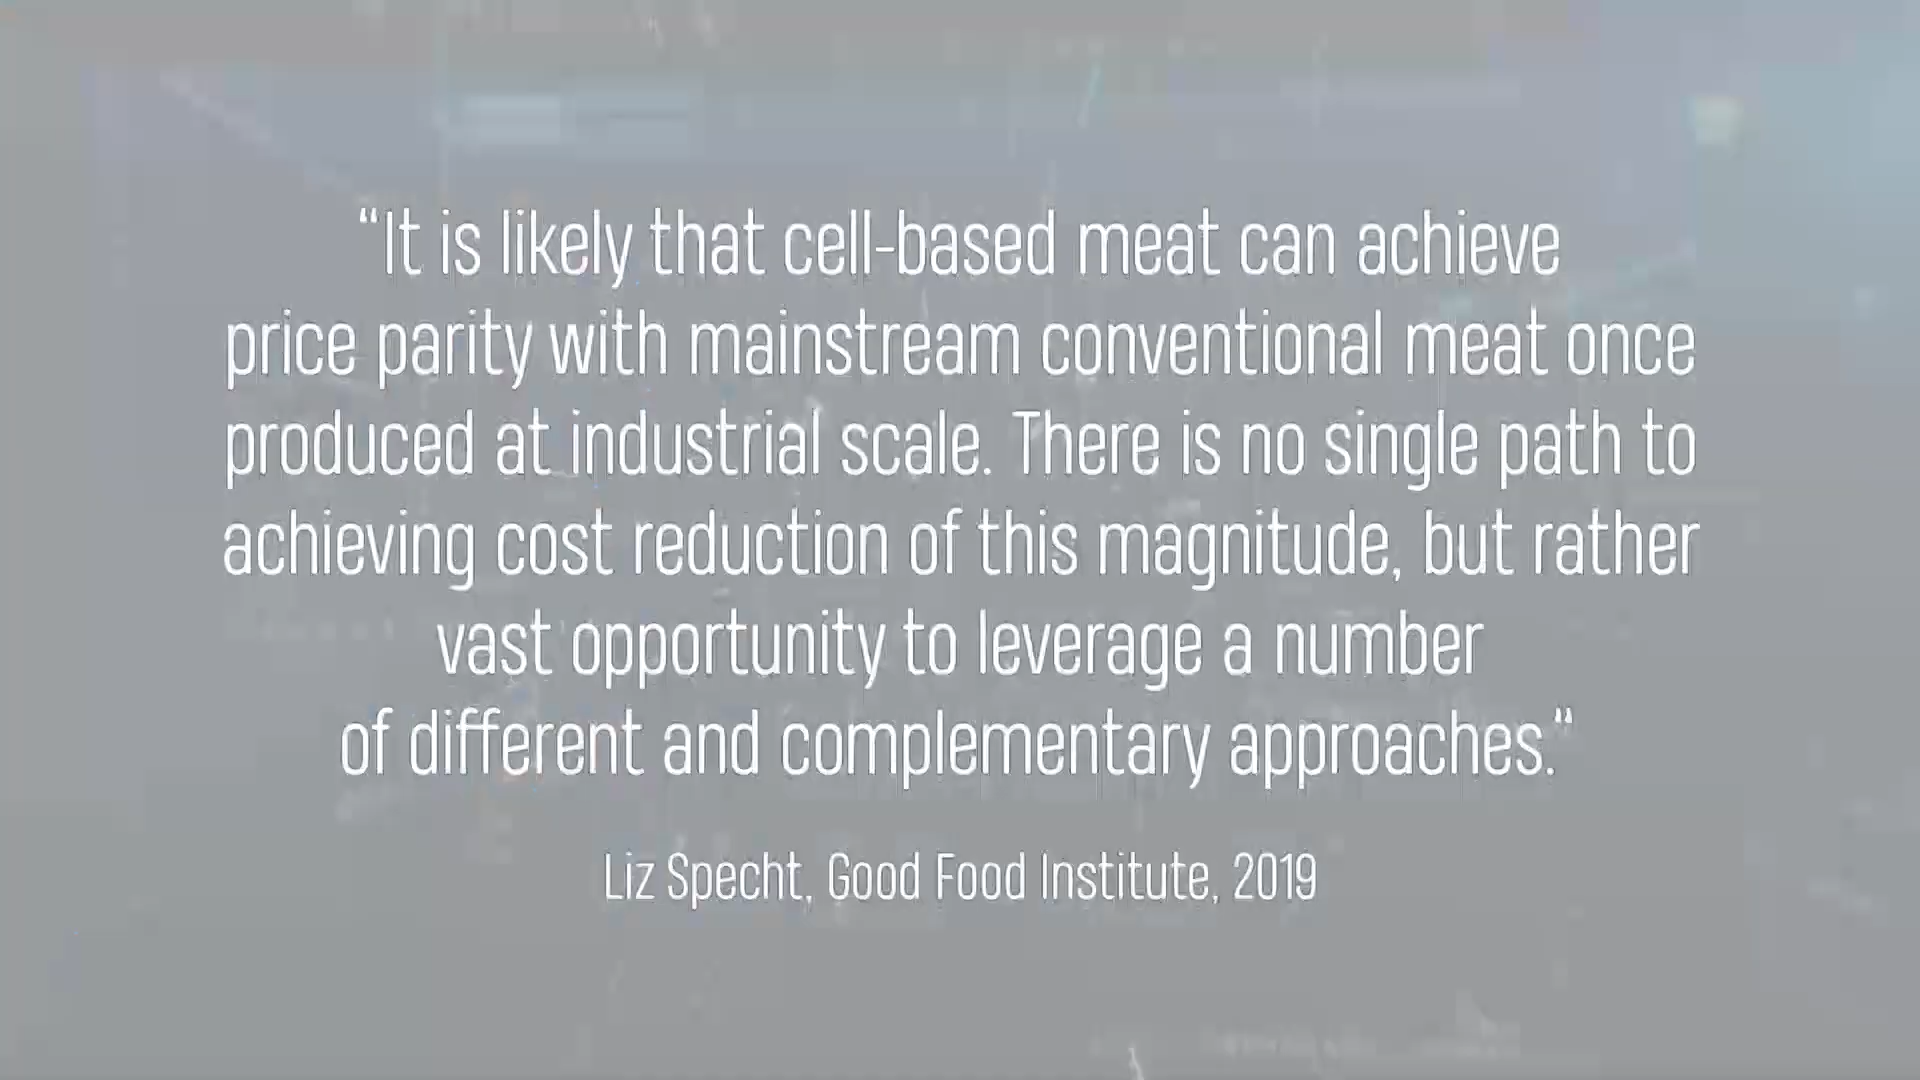 “It is likely that cell-based meat can achieve
price parity with mainstream conventional meat once
produced at industrial scale. There is no single path to
achieving cost reduction of this magnitude, but rather
vast opportunity to leverage a number
of different and complementary approaches.“
Liz Specht, Good Food Institute, 2019